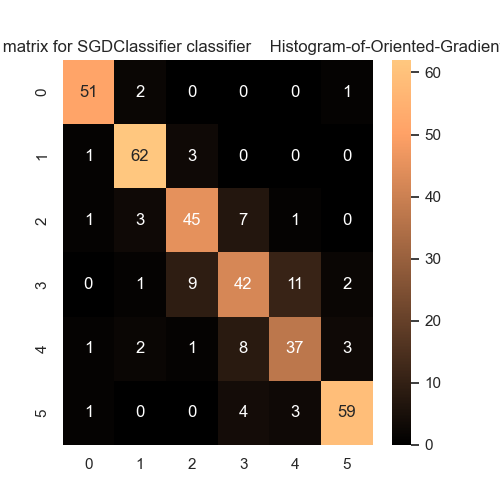 matrix for SGDClassifier classifier    Histogram-of-Oriented-Gradien
0 51 2 0 0 0 1
1 1 62 3 0 0 0
2 1 3 45 7 1 0
3 0 1 9 42 11 2
4 1 2 1 8 37 3
5 1 0 0 4 3 59
0 1 2 3 4 5
60
50
40
30
20
10
0